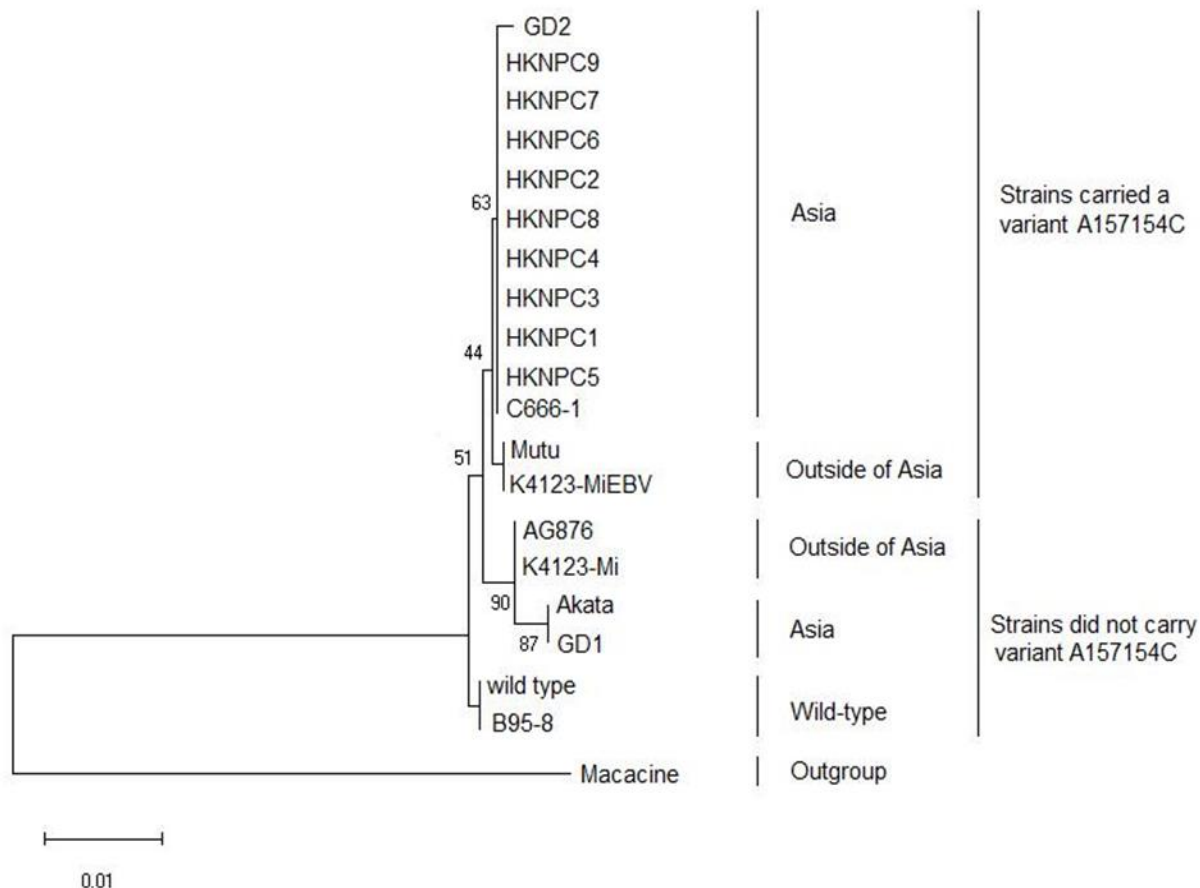 GD2
HKNPC9
HKNPC7
HKNPC6
HKNPC2
HKNPC8
HKNPC4
HKNPC3
HKNPC1
HKNPC5
C666-1
Mutu
K4123-MiEBV
AG876
K4123-Mi
Akata
GD1
wild type
B95-8
Macacine
63
44
51
90
87
Asia
Outside of Asia
Outside of Asia
Asia
Wild-type
Outgroup
Strains carried a
variant A157154C
Strains did not carry
variant A157154C
0.01